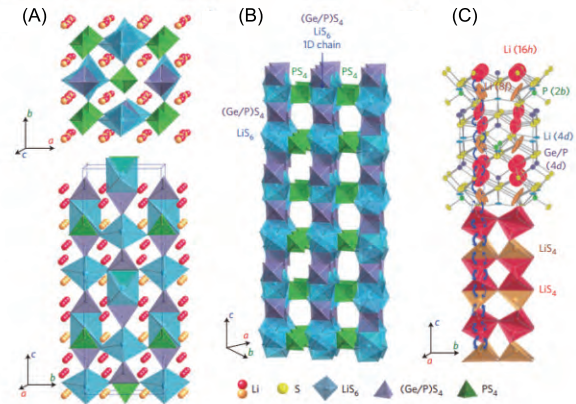 (A)
b
c
a
c
a
b
(B)
(Ge/P)S4
LiS6
1D chain
PS4
PS4
(Ge/P)S4
LiS6
c
a
b
(C)
Li (16h)
Li (8f)
P (2b)
Li (4d)
Ge/P
(4d)
LiS4
LiS4
c
a
b
Li
S
LiS6
(Ge/P)S4
PS4